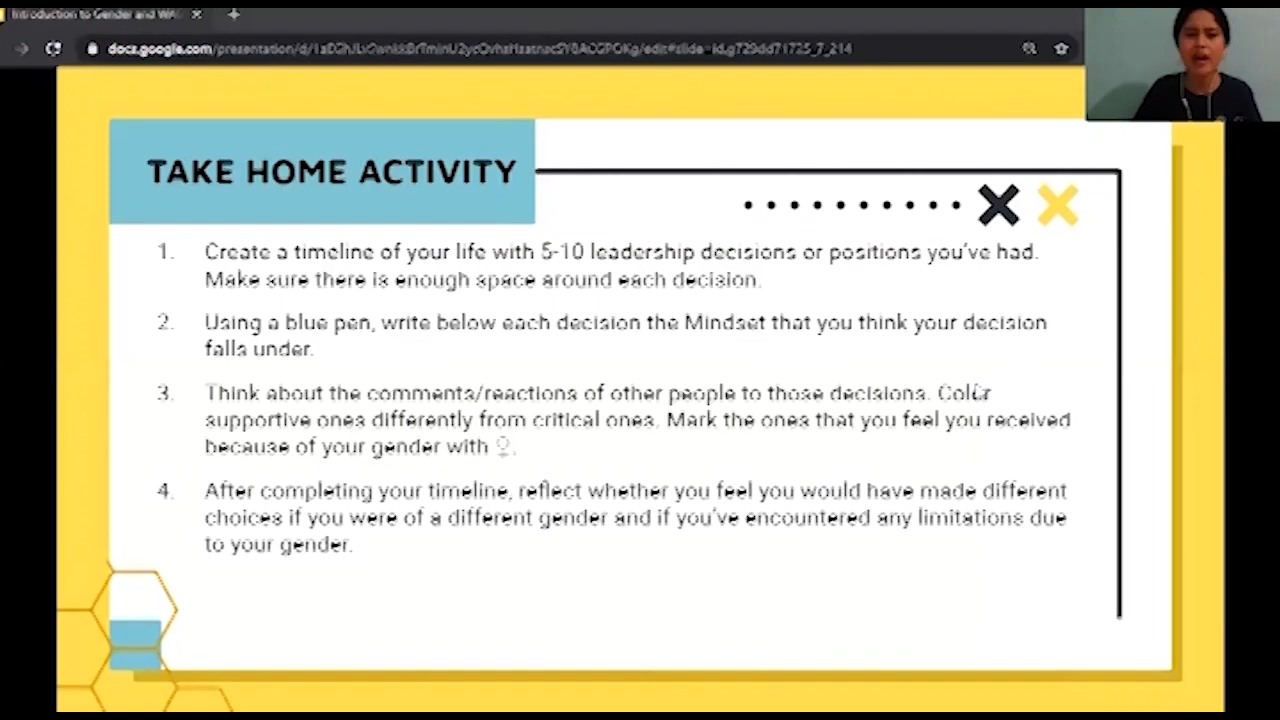 Introduction to Gender and
docs.google.com
TAKE HOME ACTIVITY
1. Create a timeline of your life with 5-10 leadership decisions or positions you've had.
Make sure there is enough space around each decision.
2. Using a blue pen, write below each decision the Mindset that you think your decision
falls under.
3. Think about the comments/reactions of other people to those decisions. Color
supportive ones differently from critical ones. Mark the ones that you feel you received
because of your gender with ♀.
4. After completing your timeline, reflect whether you feel you would have made different
choices if you were of a different gender and if you've encountered any limitations due
to your gender.